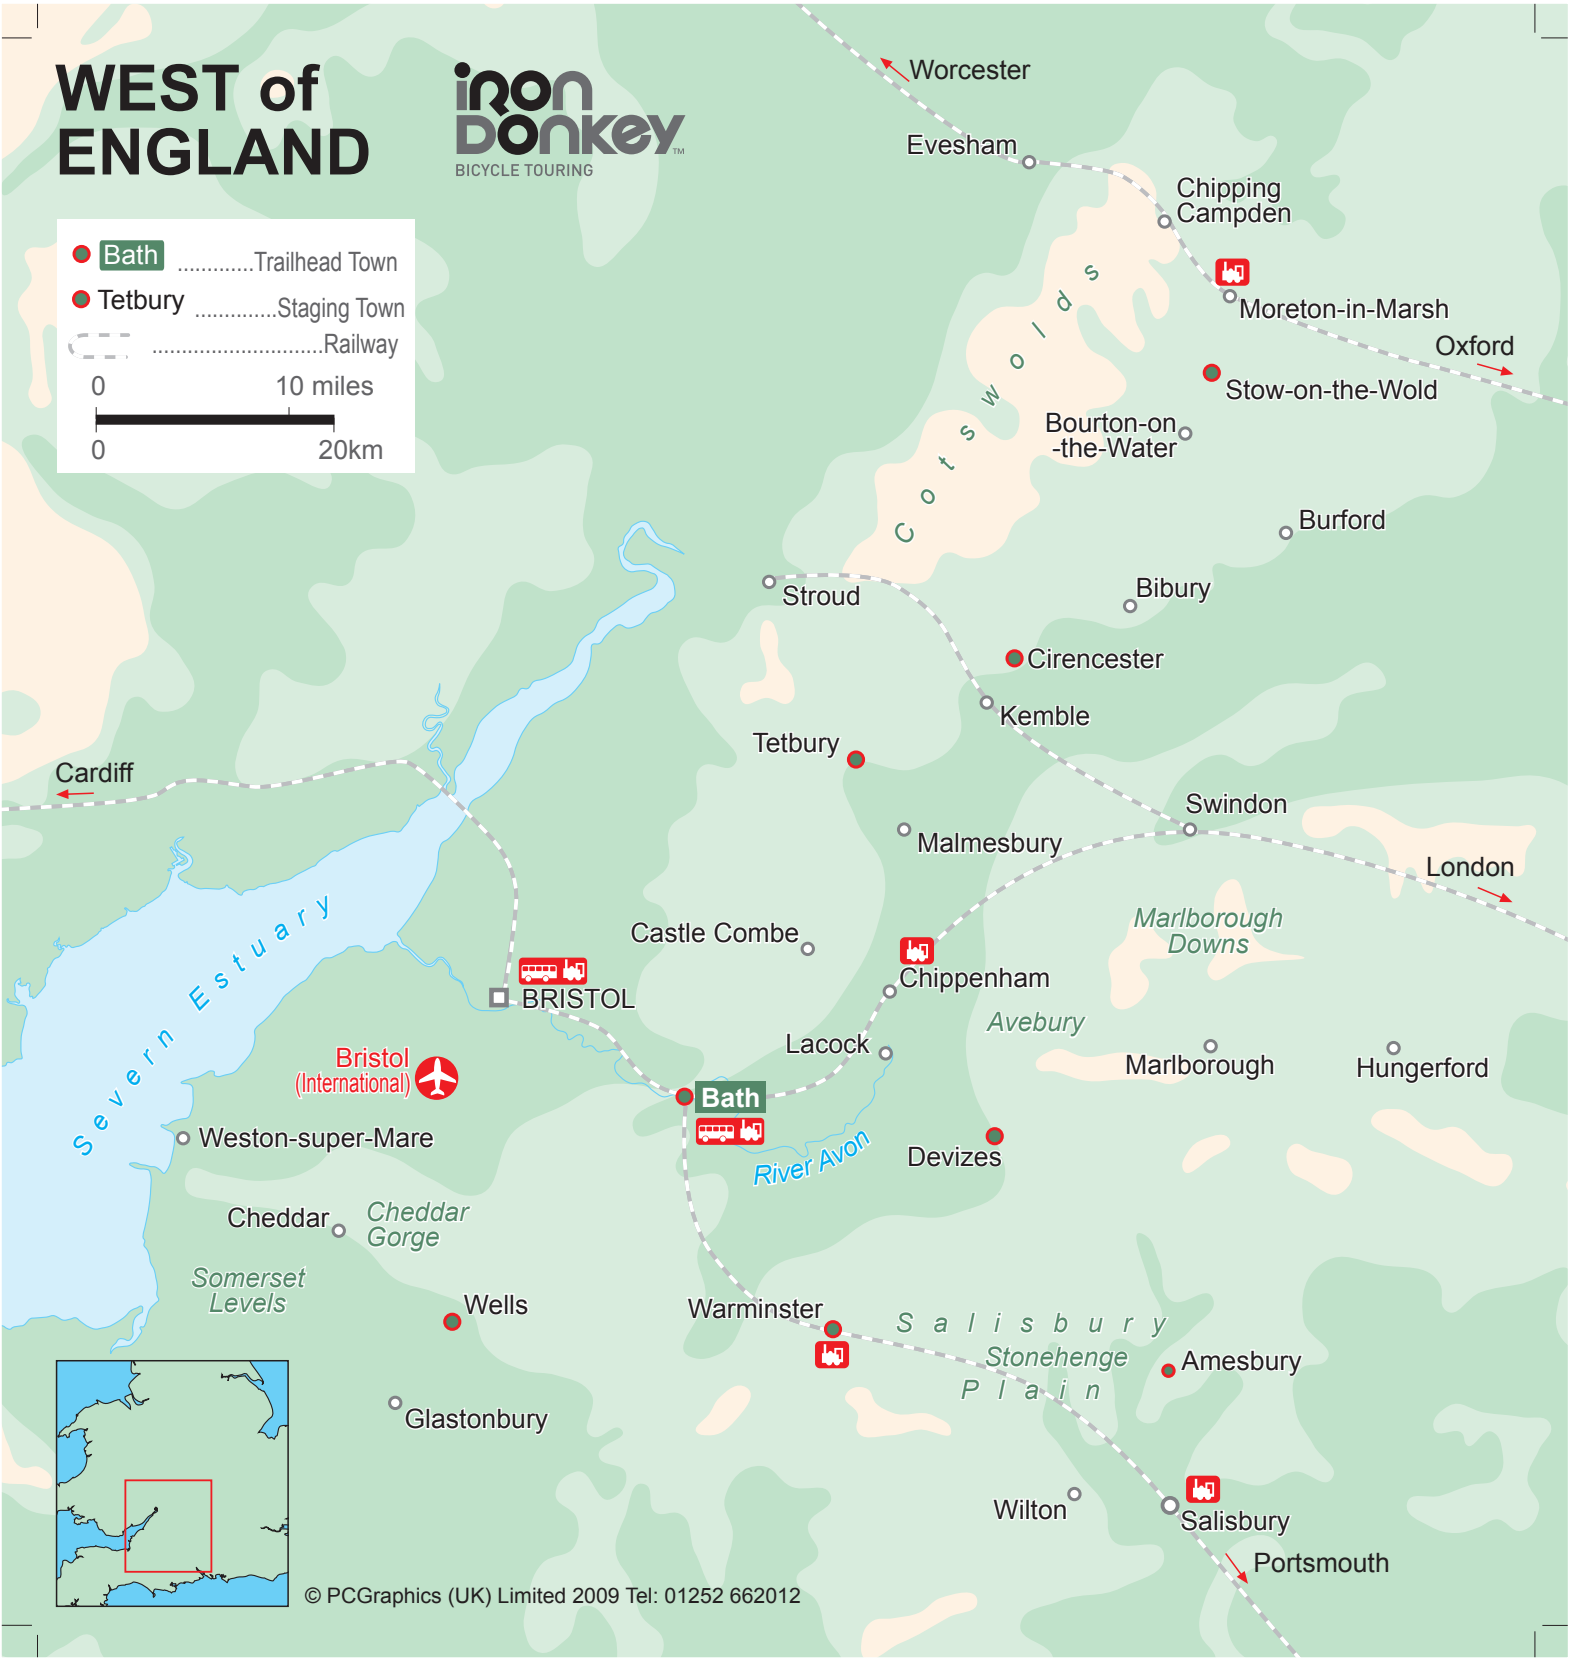 WEST of
ENGLAND
iRON
DONKEY™
BICYCLE TOURING
Bath .............Trailhead Town
Tetbury ..............Staging Town
.............................Railway
0 10 miles
0 20km
Worcester
Evesham
Chipping
Campden
Moreton-in-Marsh
Oxford
Stow-on-the-Wold
Bourton-on
-the-Water
Cotswolds
Burford
Stroud
Bibury
Cirencester
Kemble
Tetbury
Cardiff
Swindon
Malmesbury
London
Marlborough
Downs
Castle Combe
Severn Estuary
Chippenham
BRISTOL
Avebury
Lacock
Bristol
(International)
Marlborough
Hungerford
Bath
Weston-super-Mare
River Avon
Devizes
Cheddar
Cheddar
Gorge
Somerset
Levels
Wells
Warminster
Salisbury
Stonehenge
Plain
Amesbury
Glastonbury
Wilton
Salisbury
Portsmouth
© PCGraphics (UK) Limited 2009 Tel: 01252 662012